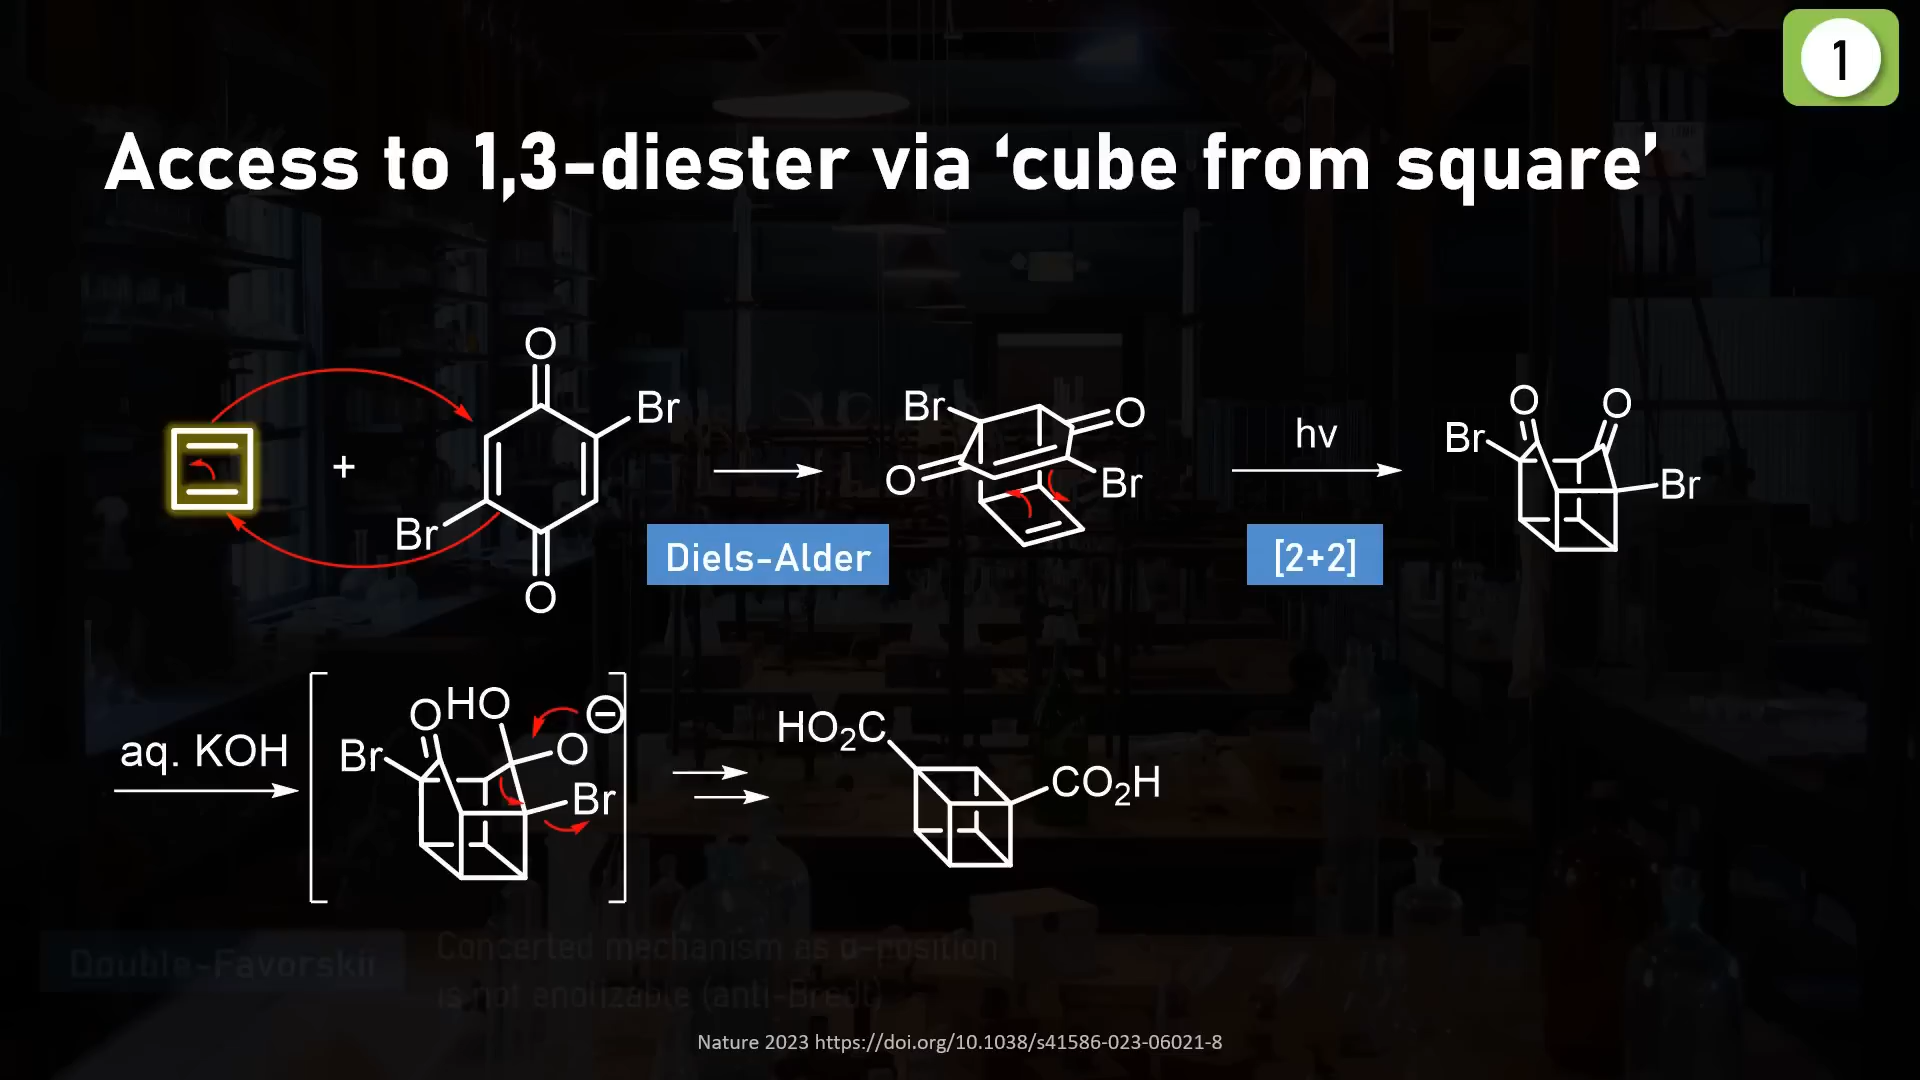 1
Access to 1,3-diester via ‘cube from square’
O
Br
+
Br
O
Diels-Alder
Br
O
O
Br
hv
[2+2]
O
O
Br
Br
aq. KOH
O
HO
−
Br
O
Br
HO2C
CO2H
Double-Favorskii
Concerted mechanism as α-position
is not enolizable (anti-Bredt)
Nature 2023 https://doi.org/10.1038/s41586-023-06021-8